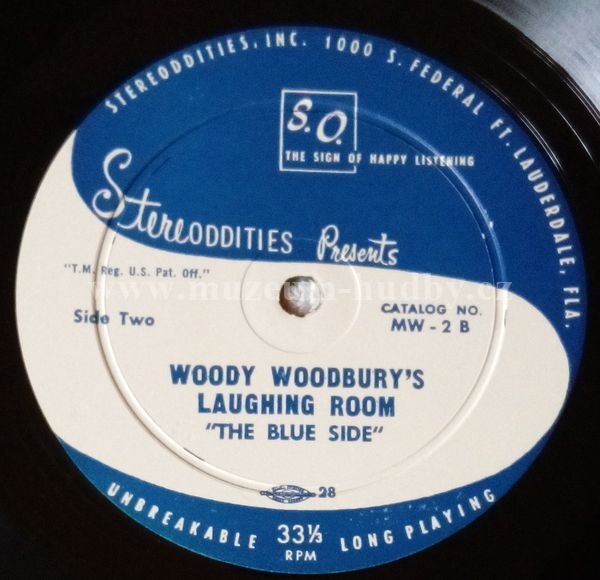 STEREODDITIES, INC. 1000 S. FEDERAL FT. LAUDERDALE, FLA.
S.O.
THE SIGN OF HAPPY LISTENING
Stereoddities Presents
"T.M. Reg. U.S. Pat. Off."
www.muzeum-hudby.cz
Side Two
CATALOG NO.
MW - 2 B
WOODY WOODBURY'S
LAUGHING ROOM
"THE BLUE SIDE"
28
UNBREAKABLE 33⅓ LONG PLAYING
RPM